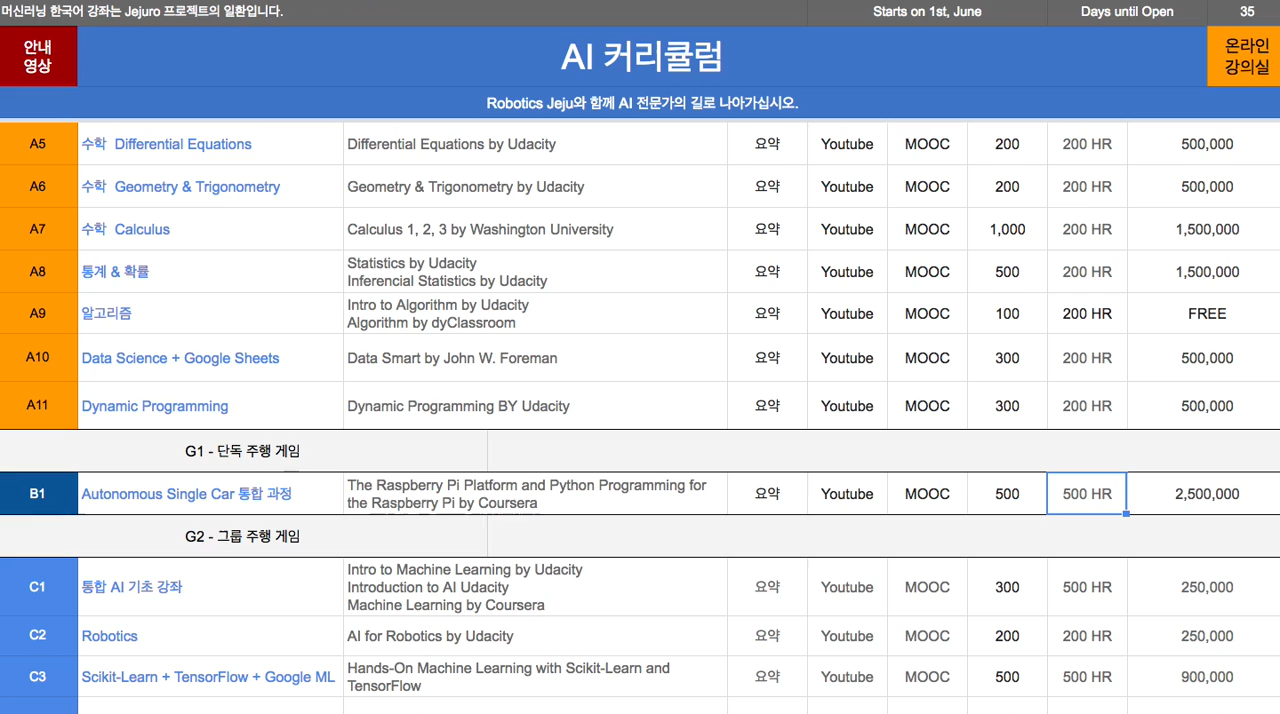 머신러닝 한국어 강좌는 Jejuro 프로젝트의 일환입니다. Starts on 1st, June Days until Open 35
안내
영상
AI 커리큘럼
온라인
강의실
Robotics Jeju와 함께 AI 전문가의 길로 나아가십시오.
A5 수학 Differential Equations Differential Equations by Udacity 요약 Youtube MOOC 200 200 HR 500,000
A6 수학 Geometry & Trigonometry Geometry & Trigonometry by Udacity 요약 Youtube MOOC 200 200 HR 500,000
A7 수학 Calculus Calculus 1, 2, 3 by Washington University 요약 Youtube MOOC 1,000 200 HR 1,500,000
A8 통계 & 확률 Statistics by Udacity
Inferencial Statistics by Udacity 요약 Youtube MOOC 500 200 HR 1,500,000
A9 알고리즘 Intro to Algorithm by Udacity
Algorithm by dyClassroom 요약 Youtube MOOC 100 200 HR FREE
A10 Data Science + Google Sheets Data Smart by John W. Foreman 요약 Youtube MOOC 300 200 HR 500,000
A11 Dynamic Programming Dynamic Programming BY Udacity 요약 Youtube MOOC 300 200 HR 500,000
G1 - 단독 주행 게임
B1 Autonomous Single Car 통합 과정 The Raspberry Pi Platform and Python Programming for
the Raspberry Pi by Coursera 요약 Youtube MOOC 500 500 HR 2,500,000
G2 - 그룹 주행 게임
C1 통합 AI 기초 강좌 Intro to Machine Learning by Udacity
Introduction to AI Udacity
Machine Learning by Coursera 요약 Youtube MOOC 300 500 HR 250,000
C2 Robotics AI for Robotics by Udacity 요약 Youtube MOOC 200 200 HR 250,000
C3 Scikit-Learn + TensorFlow + Google ML Hands-On Machine Learning with Scikit-Learn and
TensorFlow 요약 Youtube MOOC 500 500 HR 900,000